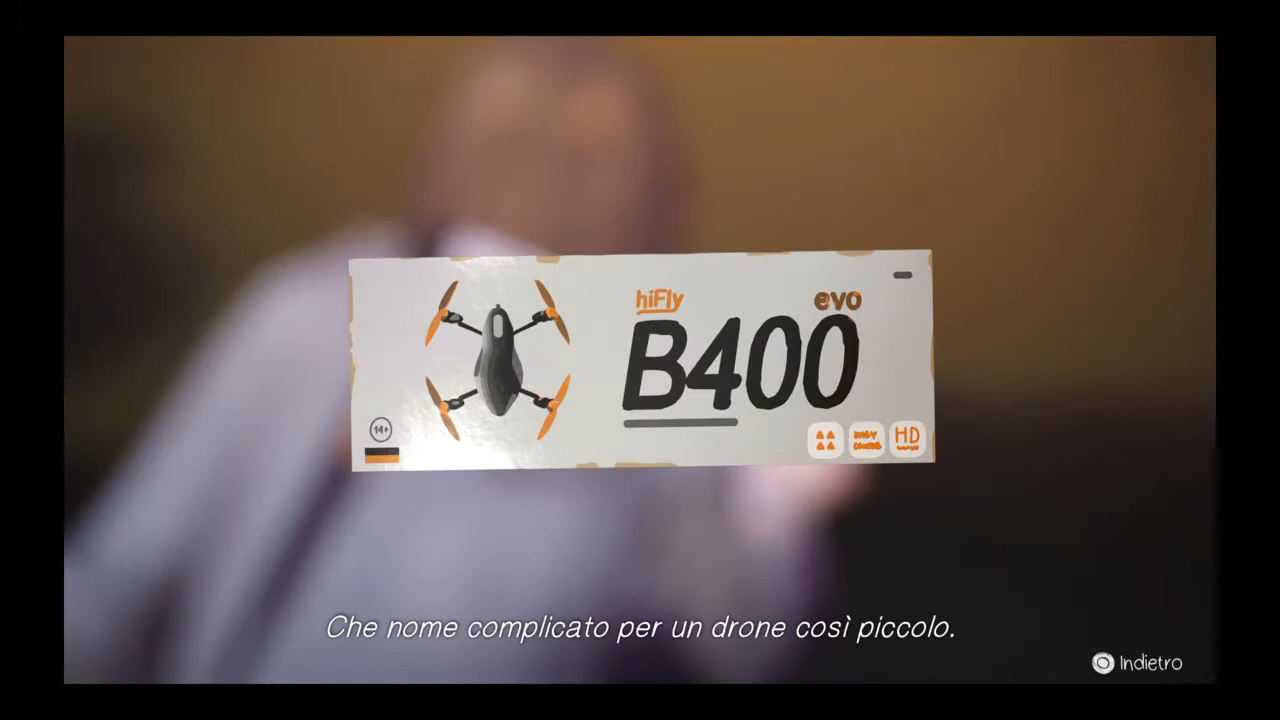 hiFly
evo
B400
14+
HD
Che nome complicato per un drone così piccolo.
Indietro